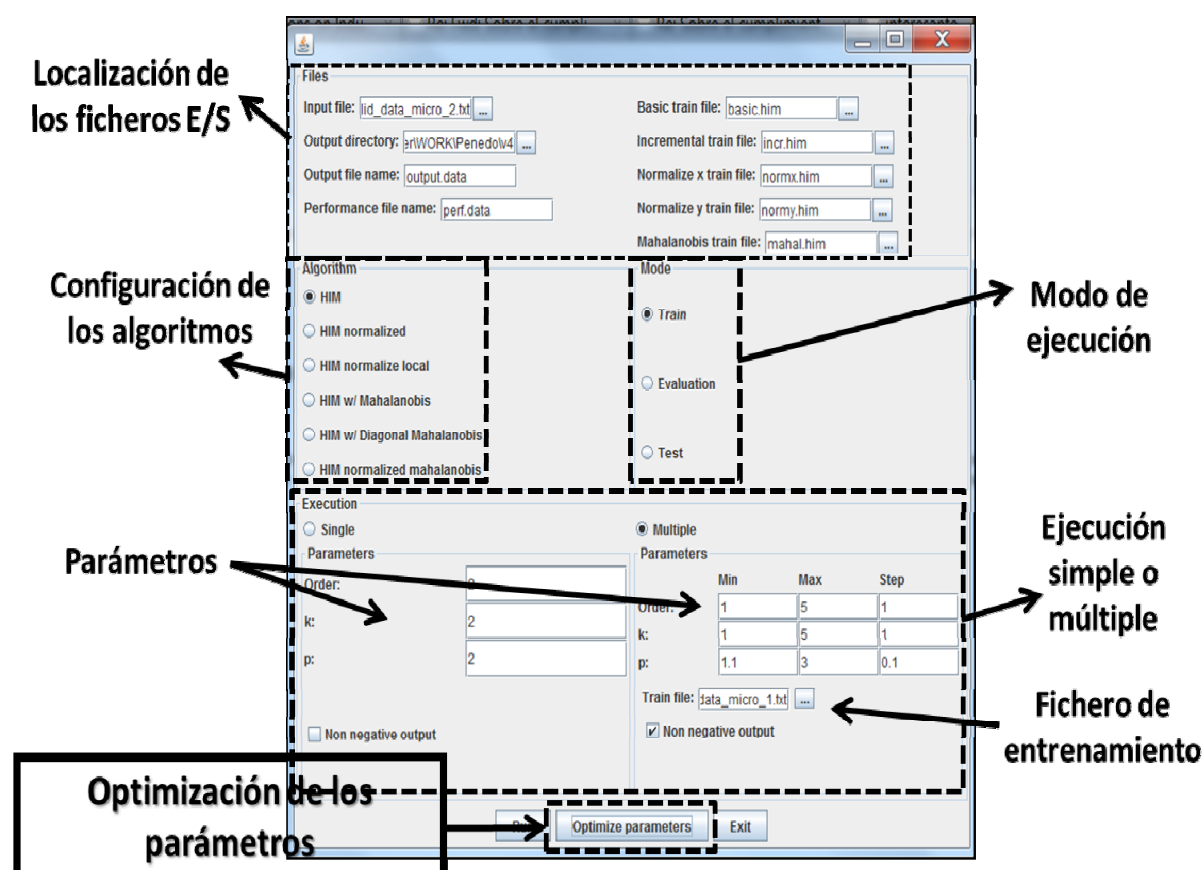 Localización de
los ficheros E/S
Files
Input file: lid_data_micro_2.txt ...
Output directory: er\WORK\Penedo\v4 ...
Output file name: output.data
Performance file name: perf.data
Basic train file: basic.him ...
Incremental train file: incr.him ...
Normalize x train file: normx.him ...
Normalize y train file: normy.him ...
Mahalanobis train file: mahal.him ...
Configuración de
los algoritmos
Algorithm
HIM
HIM normalized
HIM normalize local
HIM w/ Mahalanobis
HIM w/ Diagonal Mahalanobis
HIM normalized mahalanobis
Mode
Train
Evaluation
Test
Modo de
ejecución
Execution
Single
Parámetros
Parameters
Order:
k: 2
p: 2
Non negative output
Multiple
Parameters
Min Max Step
Order: 1 5 1
k: 1 5 1
p: 1.1 3 0.1
Train file: data_micro_1.txt ...
Non negative output
Ejecución
simple o
múltiple
Fichero de
entrenamiento
Optimización de los
parámetros
Optimize parameters
Exit